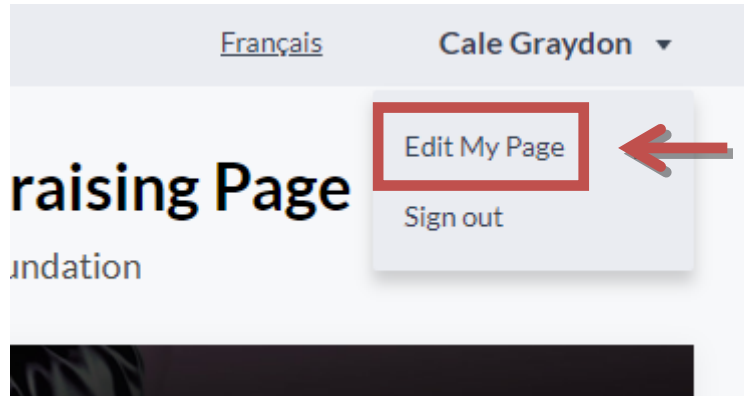 Français
Cale Graydon
Edit My Page
raising Page
Sign out
undation